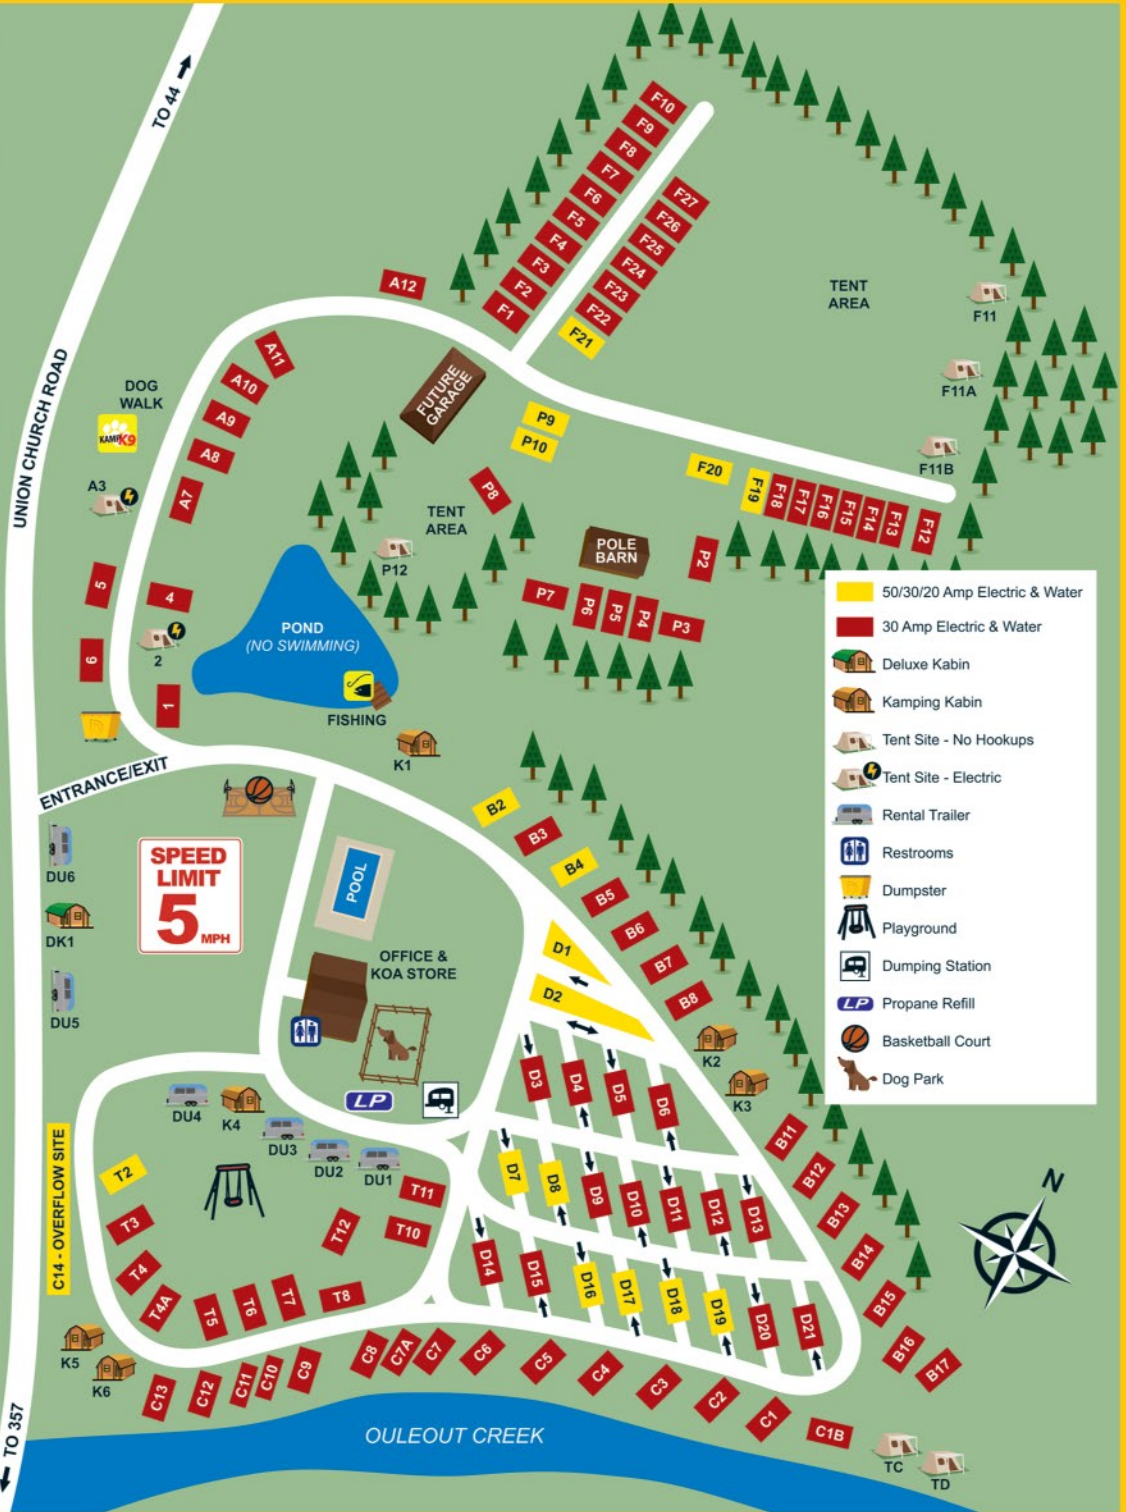 TO 44
UNION CHURCH ROAD
F10
F9
F8
F7
F6
F5
F4
F3
F2
F1
F27
F26
F25
F24
F23
F22
F21
A12
A11
A10
A9
A8
A7
TENT
AREA
F11
F11A
F11B
DOG
WALK
KAMPK9
A3
FUTURE
GARAGE
P9
P10
P8
F20
F19
F18
F17
F16
F15
F14
F13
F12
TENT
AREA
P12
POLE
BARN
P2
P7
P6
P5
P4
P3
5
4
2
6
1
POND
(NO SWIMMING)
FISHING
K1
ENTRANCE/EXIT
50/30/20 Amp Electric & Water
30 Amp Electric & Water
Deluxe Kabin
Kamping Kabin
Tent Site - No Hookups
Tent Site - Electric
Rental Trailer
Restrooms
Dumpster
Playground
Dumping Station
LP
Propane Refill
Basketball Court
Dog Park
DU6
DK1
DU5
SPEED
LIMIT
5
MPH
POOL
OFFICE &
KOA STORE
LP
B2
B3
B4
B5
B6
B7
B8
K2
K3
B11
B12
B13
B14
B15
B16
B17
D1
D2
D3
D4
D5
D6
D7
D8
D9
D10
D11
D12
D13
D14
D15
D16
D17
D18
D19
D20
D21
DU4
K4
DU3
DU2
DU1
C14 - OVERFLOW SITE
T2
T3
T4
T4A
T5
T6
T7
T8
T12
T11
T10
K5
K6
C13
C12
C11
C10
C9
C8
C7A
C7
C6
C5
C4
C3
C2
C1
C1B
TC
TD
N
OULEOUT CREEK
TO 357